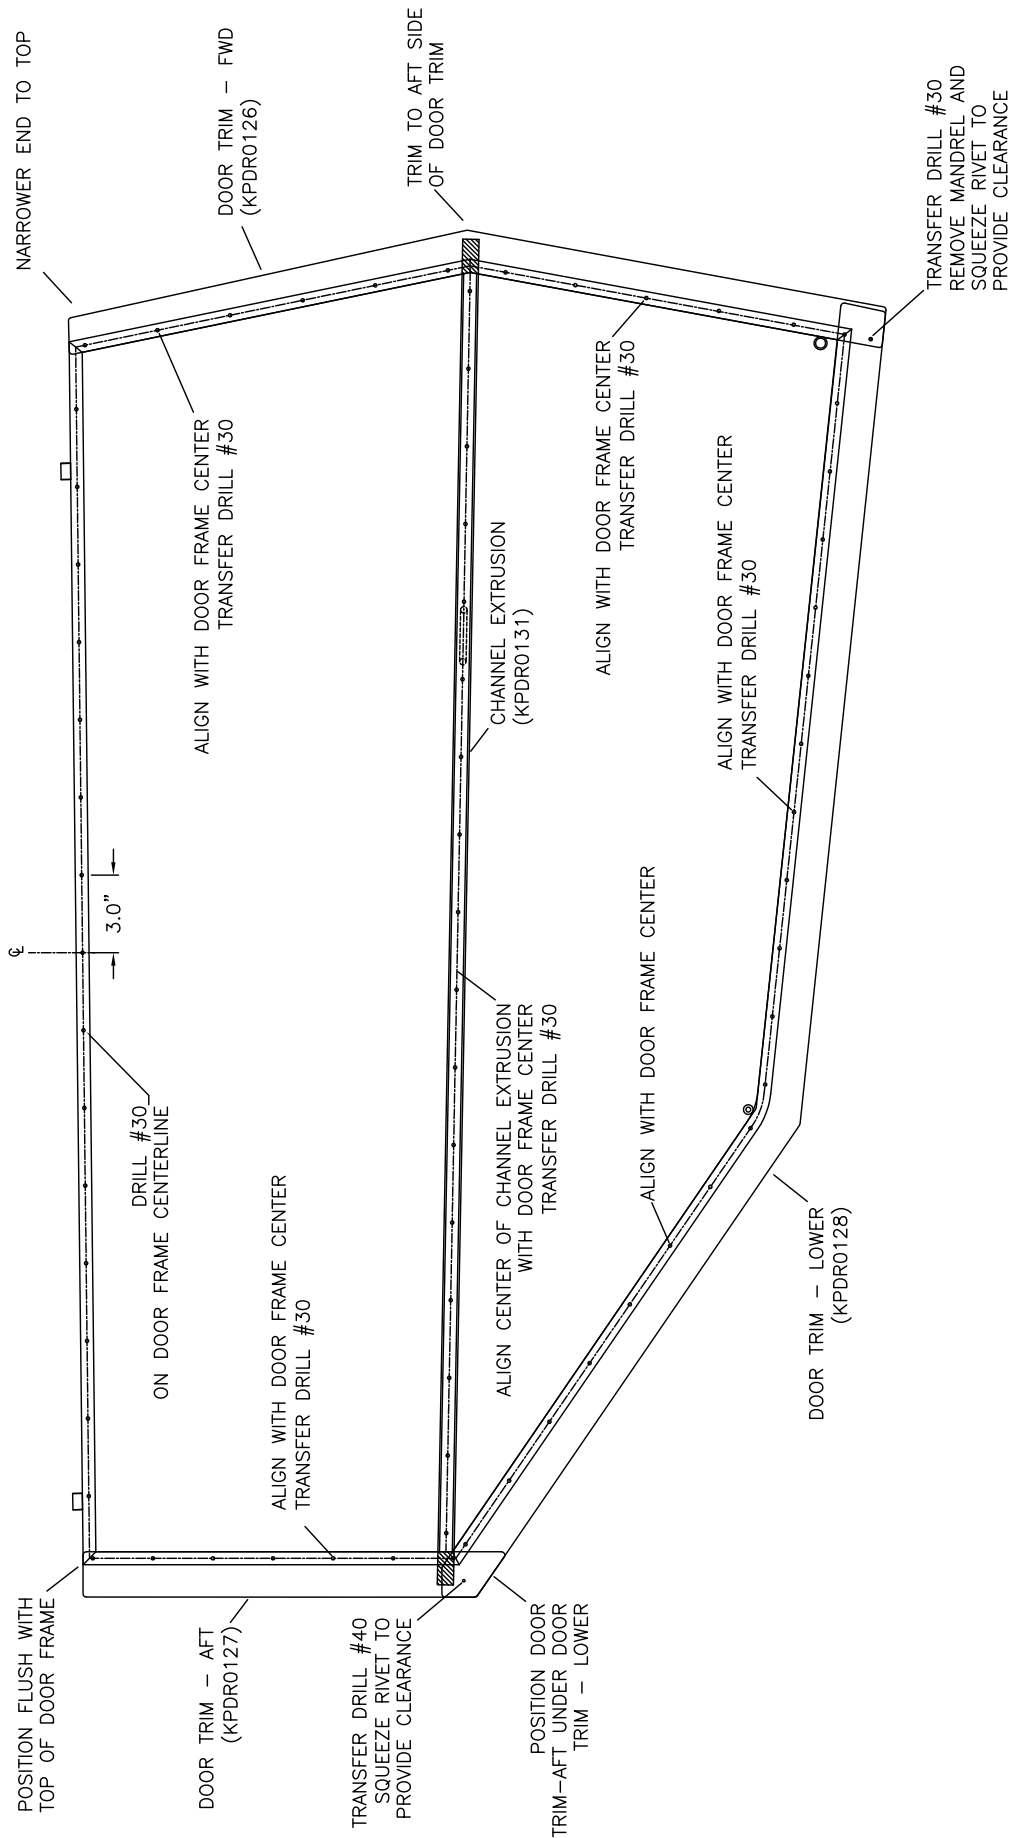 POSITION FLUSH WITH
TOP OF DOOR FRAME
NARROWER END TO TOP
℄
3.0"
DRILL #30
ON DOOR FRAME CENTERLINE
ALIGN WITH DOOR FRAME CENTER
TRANSFER DRILL #30
DOOR TRIM – FWD
(KPDR0126)
DOOR TRIM – AFT
(KPDR0127)
ALIGN WITH DOOR FRAME CENTER
TRANSFER DRILL #30
TRIM TO AFT SIDE
OF DOOR TRIM
TRANSFER DRILL #40
SQUEEZE RIVET TO
PROVIDE CLEARANCE
CHANNEL EXTRUSION
(KPDR0131)
ALIGN CENTER OF CHANNEL EXTRUSION
WITH DOOR FRAME CENTER
TRANSFER DRILL #30
POSITION DOOR
TRIM–AFT UNDER DOOR
TRIM – LOWER
ALIGN WITH DOOR FRAME CENTER
TRANSFER DRILL #30
ALIGN WITH DOOR FRAME CENTER
ALIGN WITH DOOR FRAME CENTER
TRANSFER DRILL #30
DOOR TRIM – LOWER
(KPDR0128)
TRANSFER DRILL #30
REMOVE MANDREL AND
SQUEEZE RIVET TO
PROVIDE CLEARANCE